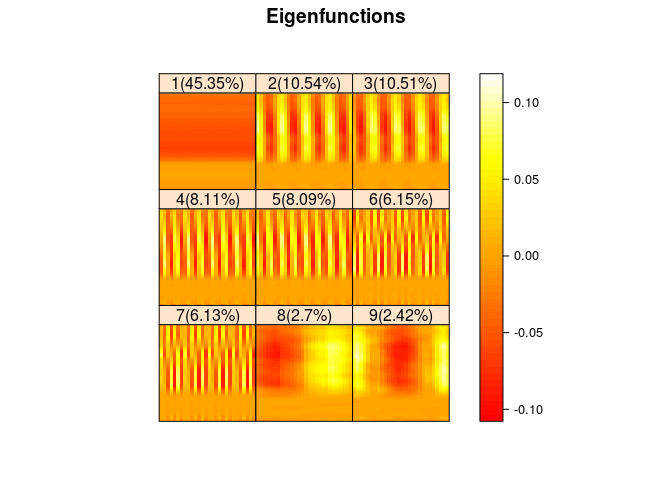 Eigenfunctions
1(45.35%) 2(10.54%) 3(10.51%)
4(8.11%) 5(8.09%) 6(6.15%)
7(6.13%) 8(2.7%) 9(2.42%)
0.10
0.05
0.00
-0.05
-0.10